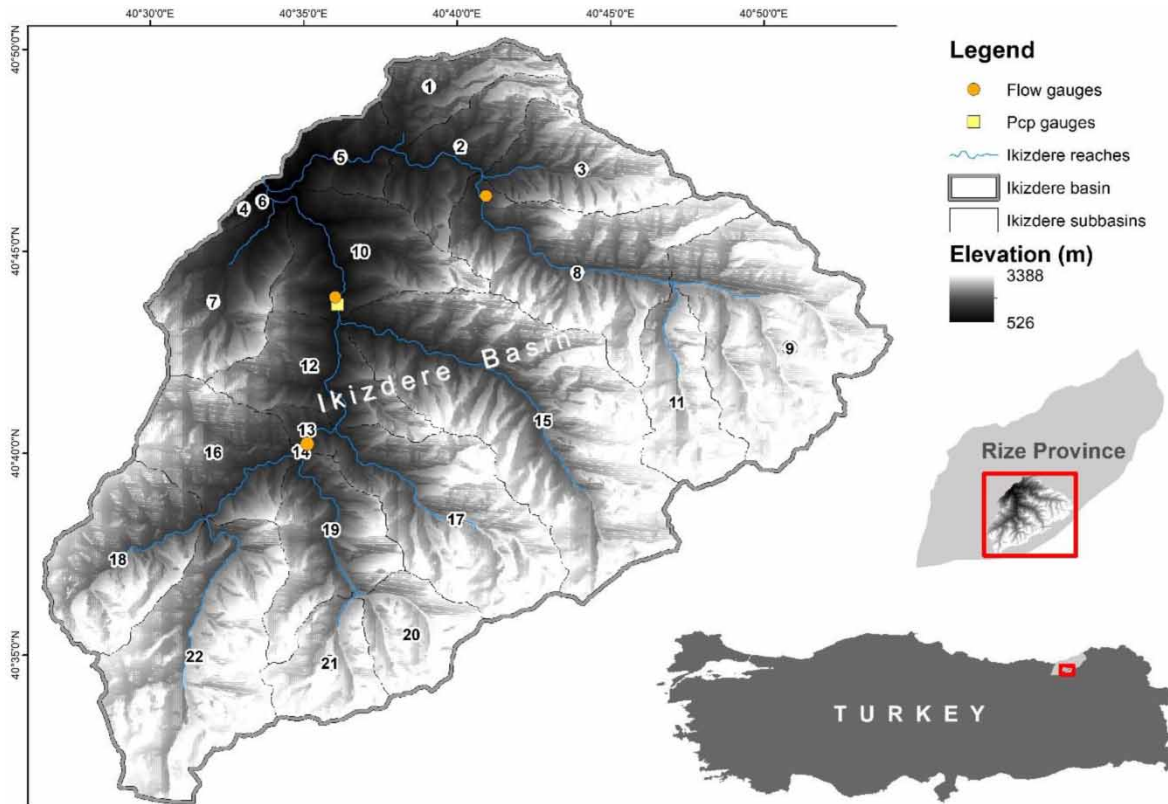 40°30'0"E 40°35'0"E 40°40'0"E 40°45'0"E 40°50'0"E
40°50'0"N
40°45'0"N
40°40'0"N
40°35'0"N
1
2
5
3
4
6
10
8
7
9
12
11
Ikizdere Basin
15
13
14
16
17
19
18
20
22
21
Legend
Flow gauges
Pcp gauges
Ikizdere reaches
Ikizdere basin
Ikizdere subbasins
Elevation (m)
3388
526
Rize Province
TURKEY